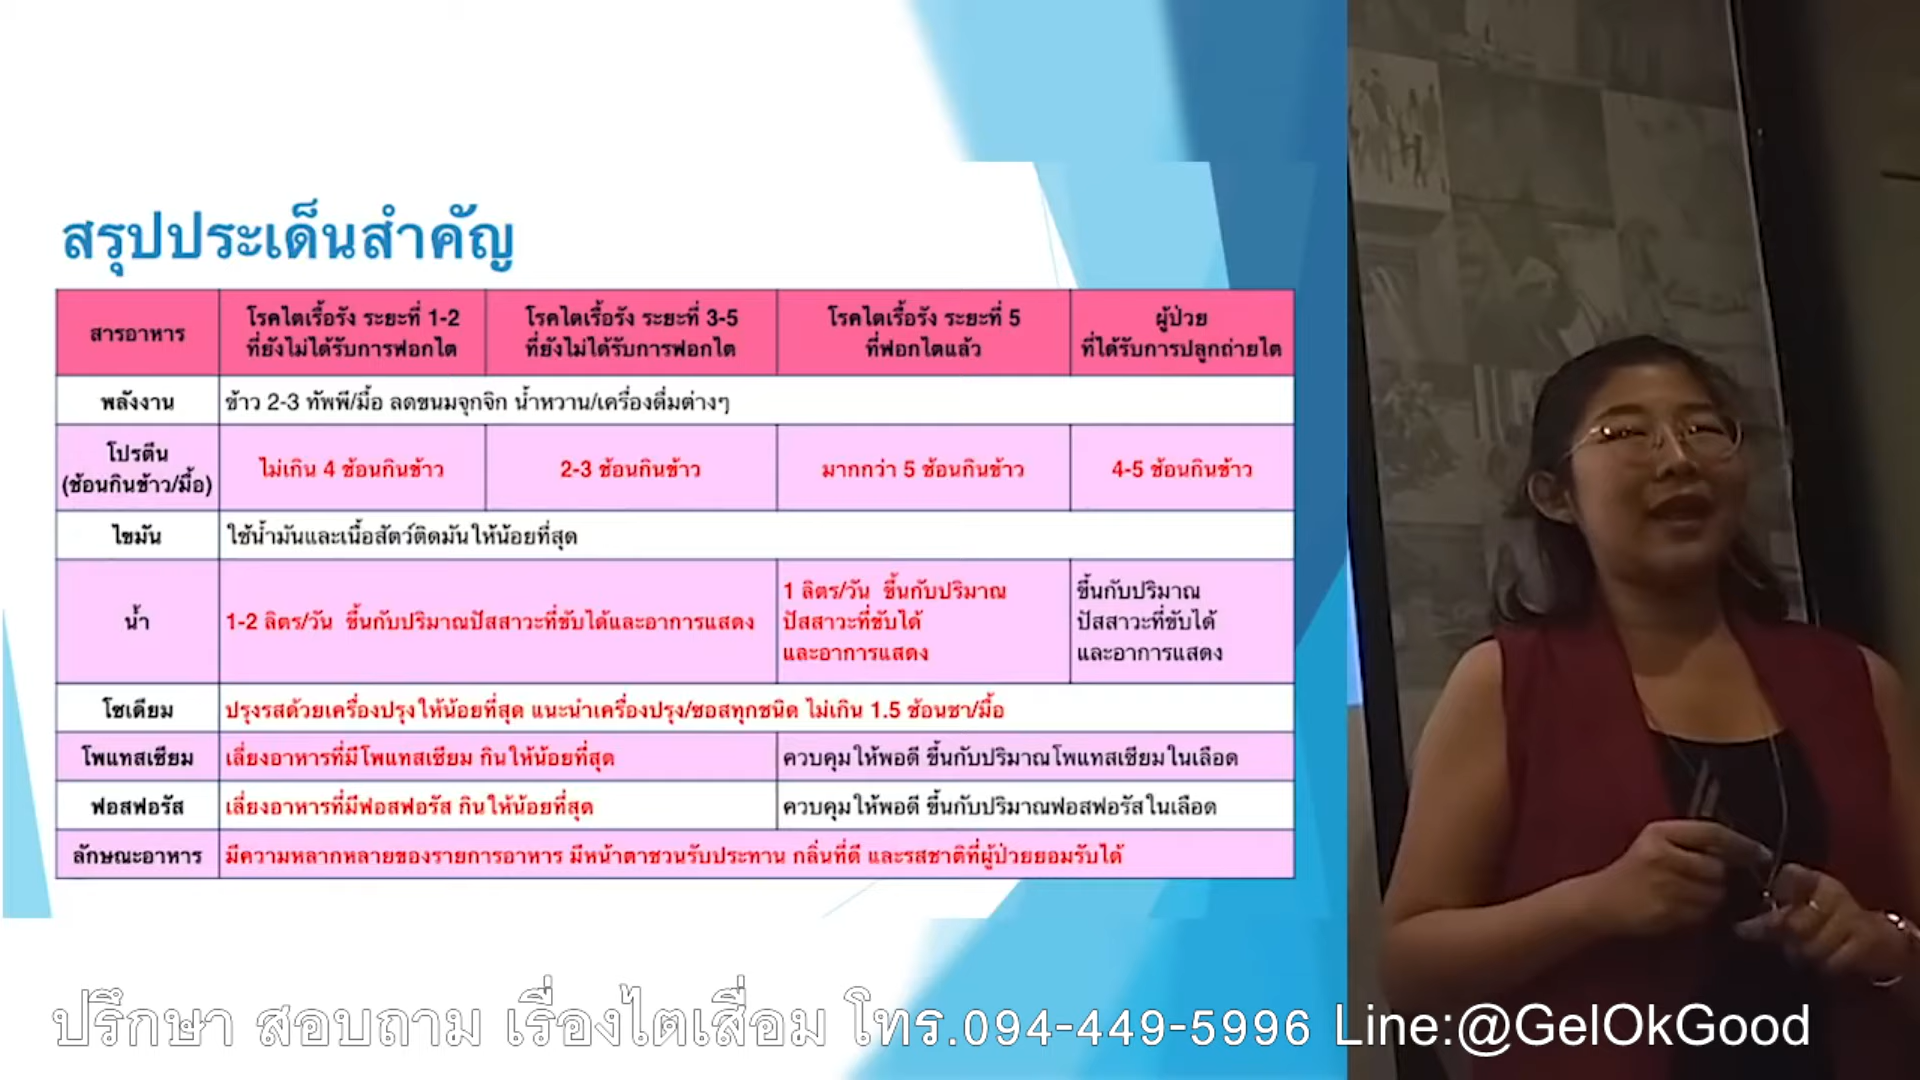 สรุปประเด็นสำคัญ
สารอาหาร
โรคไตเรื้อรัง ระยะที่ 1-2
ที่ยังไม่ได้รับการฟอกไต
โรคไตเรื้อรัง ระยะที่ 3-5
ที่ยังไม่ได้รับการฟอกไต
โรคไตเรื้อรัง ระยะที่ 5
ที่ฟอกไตแล้ว
ผู้ป่วย
ที่ได้รับการปลูกถ่ายไต
พลังงาน
ข้าว 2-3 ทัพพี/มื้อ ลดขนมจุกจิก น้ำหวาน/เครื่องดื่มต่างๆ
โปรตีน
(ช้อนกินข้าว/มื้อ)
ไม่เกิน 4 ช้อนกินข้าว
2-3 ช้อนกินข้าว
มากกว่า 5 ช้อนกินข้าว
4-5 ช้อนกินข้าว
ไขมัน
ใช้น้ำมันและเนื้อสัตว์ติดมันให้น้อยที่สุด
น้ำ
1-2 ลิตร/วัน ขึ้นกับปริมาณปัสสาวะที่ขับได้และอาการแสดง
1 ลิตร/วัน ขึ้นกับปริมาณ
ปัสสาวะที่ขับได้
และอาการแสดง
ขึ้นกับปริมาณ
ปัสสาวะที่ขับได้
และอาการแสดง
โซเดียม
ปรุงรสด้วยเครื่องปรุงให้น้อยที่สุด แนะนำเครื่องปรุง/ซอสทุกชนิด ไม่เกิน 1.5 ช้อนชา/มื้อ
โพแทสเซียม
เลี่ยงอาหารที่มีโพแทสเซียม กินให้น้อยที่สุด
ควบคุมให้พอดี ขึ้นกับปริมาณโพแทสเซียมในเลือด
ฟอสฟอรัส
เลี่ยงอาหารที่มีฟอสฟอรัส กินให้น้อยที่สุด
ควบคุมให้พอดี ขึ้นกับปริมาณฟอสฟอรัสในเลือด
ลักษณะอาหาร
มีความหลากหลายของรายการอาหาร มีหน้าตาชวนรับประทาน กลิ่นที่ดี และรสชาติที่ผู้ป่วยยอมรับได้
ปรึกษา สอบถาม เรื่องไตเสื่อม โทร.094-449-5996 Line:@GelOkGood